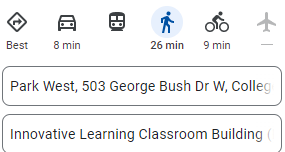 Best 8 min 26 min 9 min —
Park West, 503 George Bush Dr W, Colleg
Innovative Learning Classroom Building (